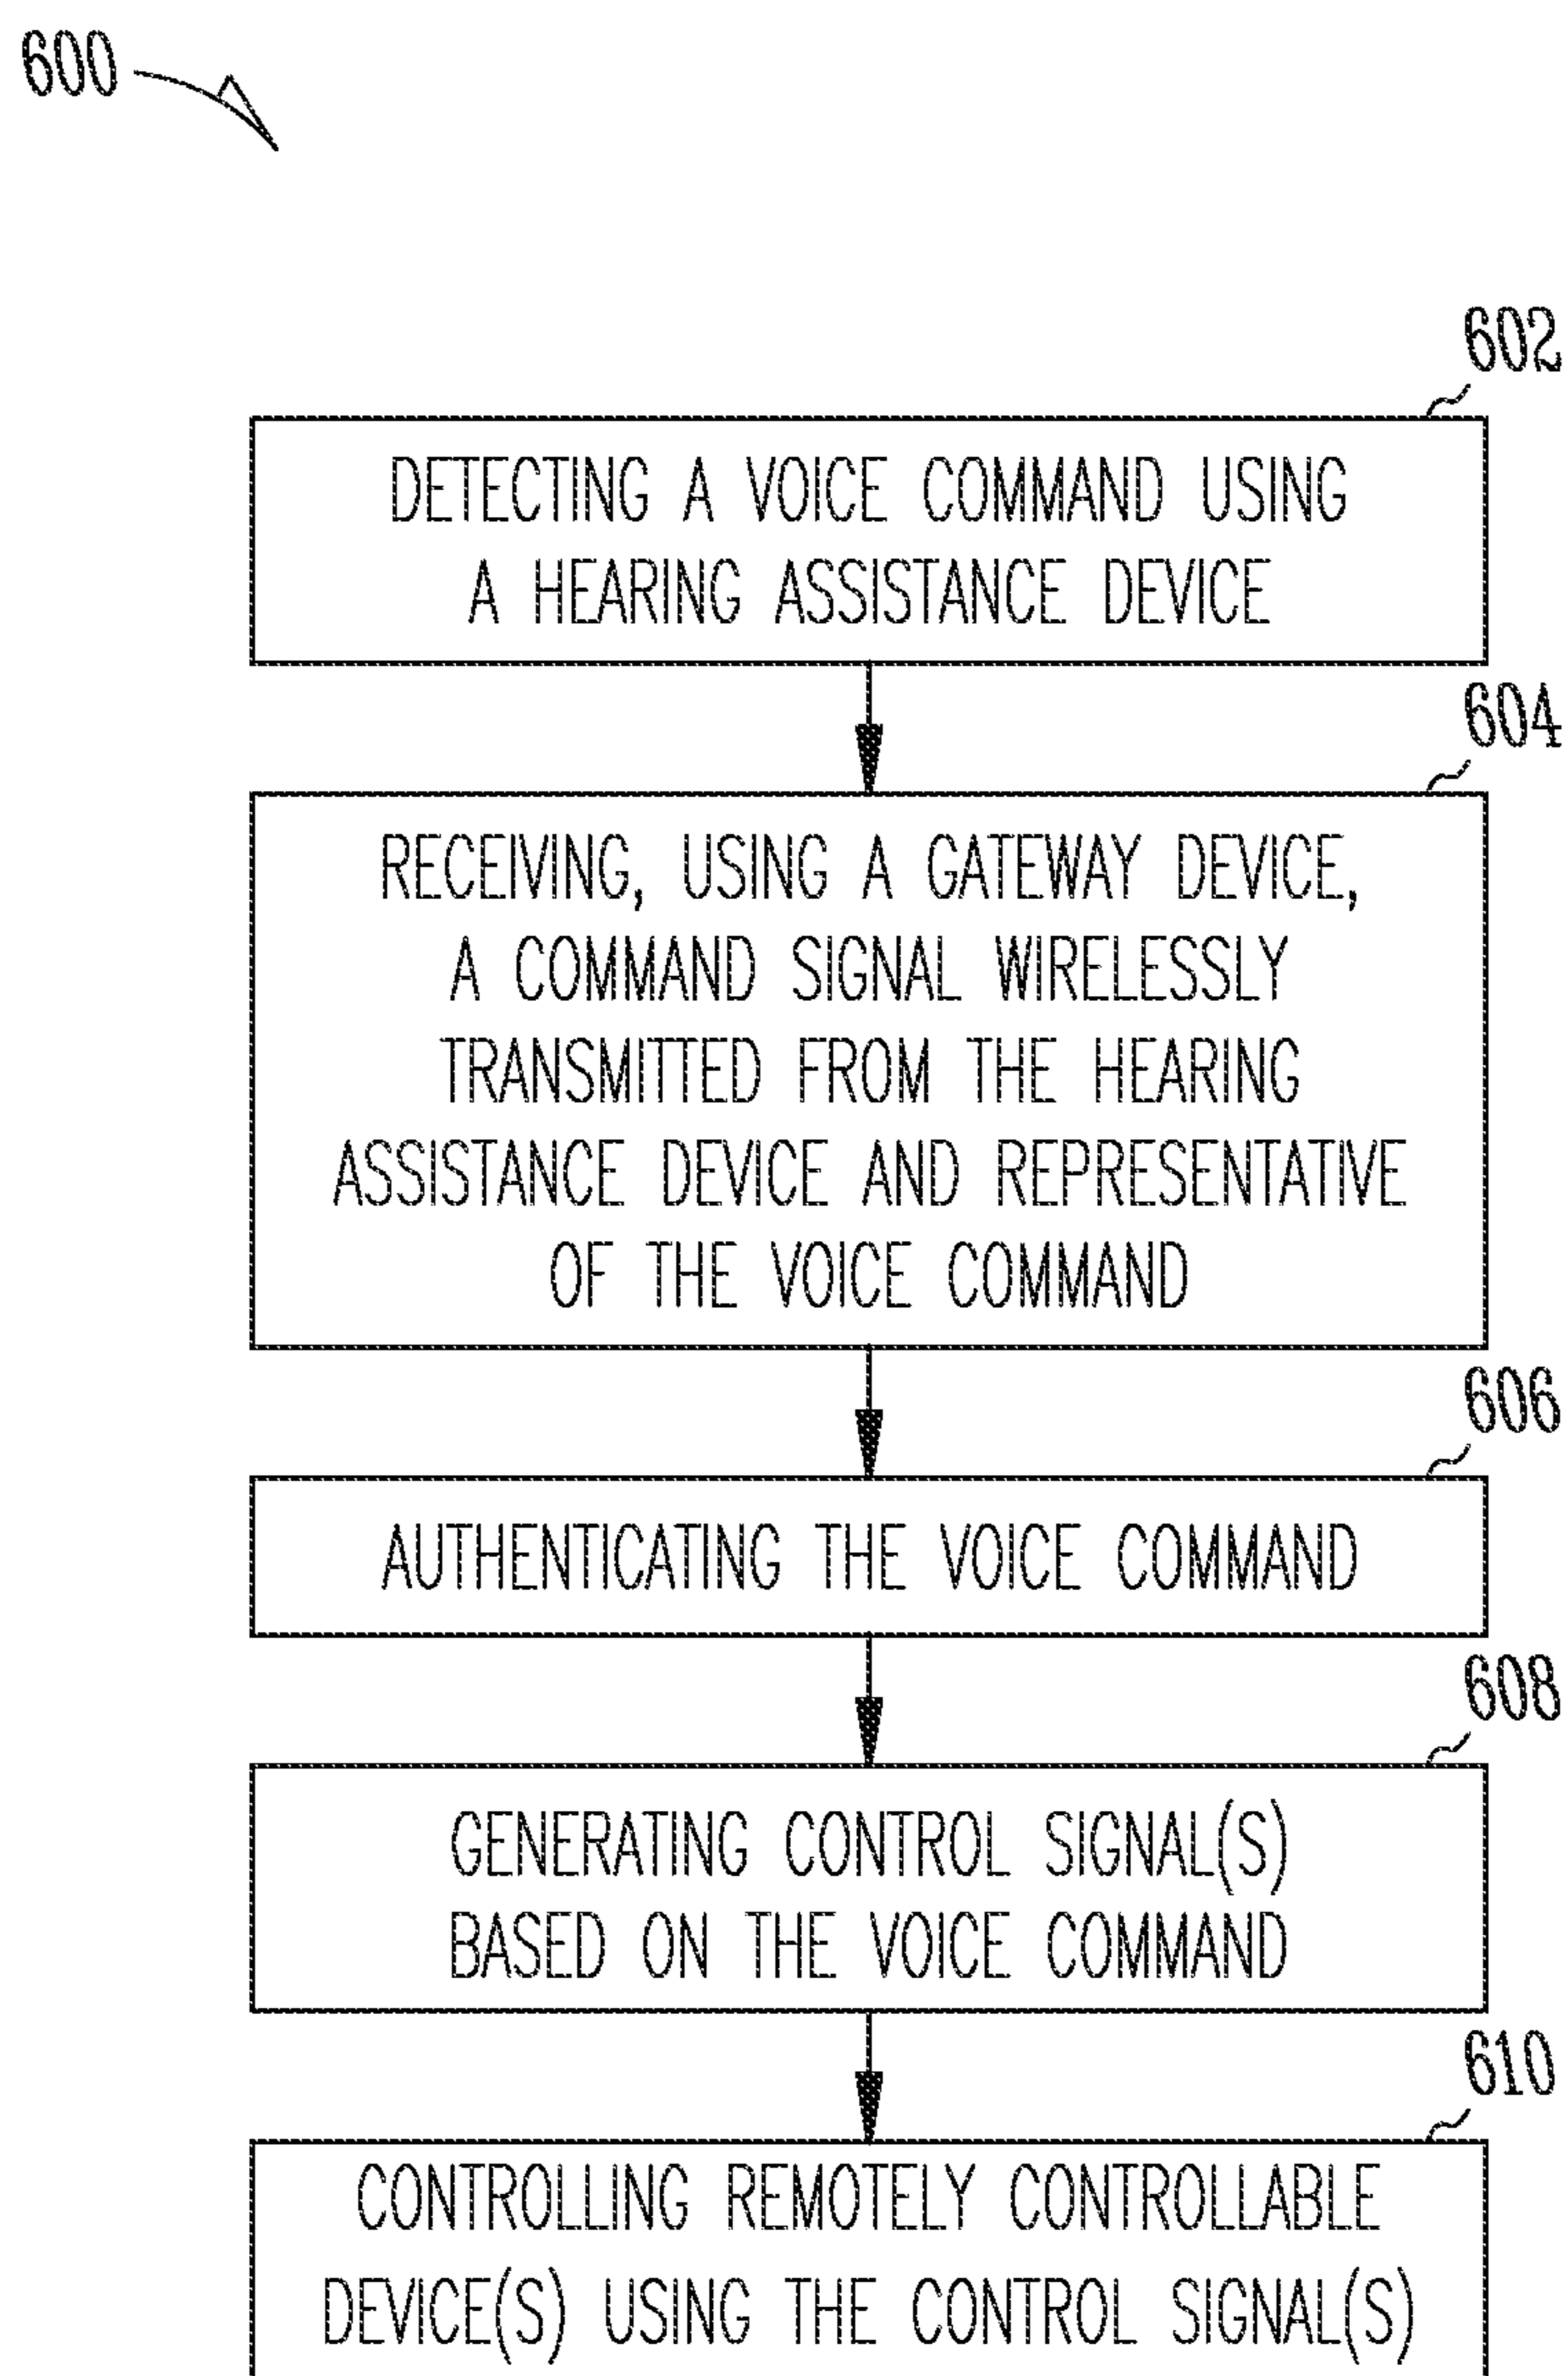 600
602
DETECTING A VOICE COMMAND USING
A HEARING ASSISTANCE DEVICE
604
RECEIVING, USING A GATEWAY DEVICE,
A COMMAND SIGNAL WIRELESSLY
TRANSMITTED FROM THE HEARING
ASSISTANCE DEVICE AND REPRESENTATIVE
OF THE VOICE COMMAND
606
AUTHENTICATING THE VOICE COMMAND
608
GENERATING CONTROL SIGNAL(S)
BASED ON THE VOICE COMMAND
610
CONTROLLING REMOTELY CONTROLLABLE
DEVICE(S) USING THE CONTROL SIGNAL(S)